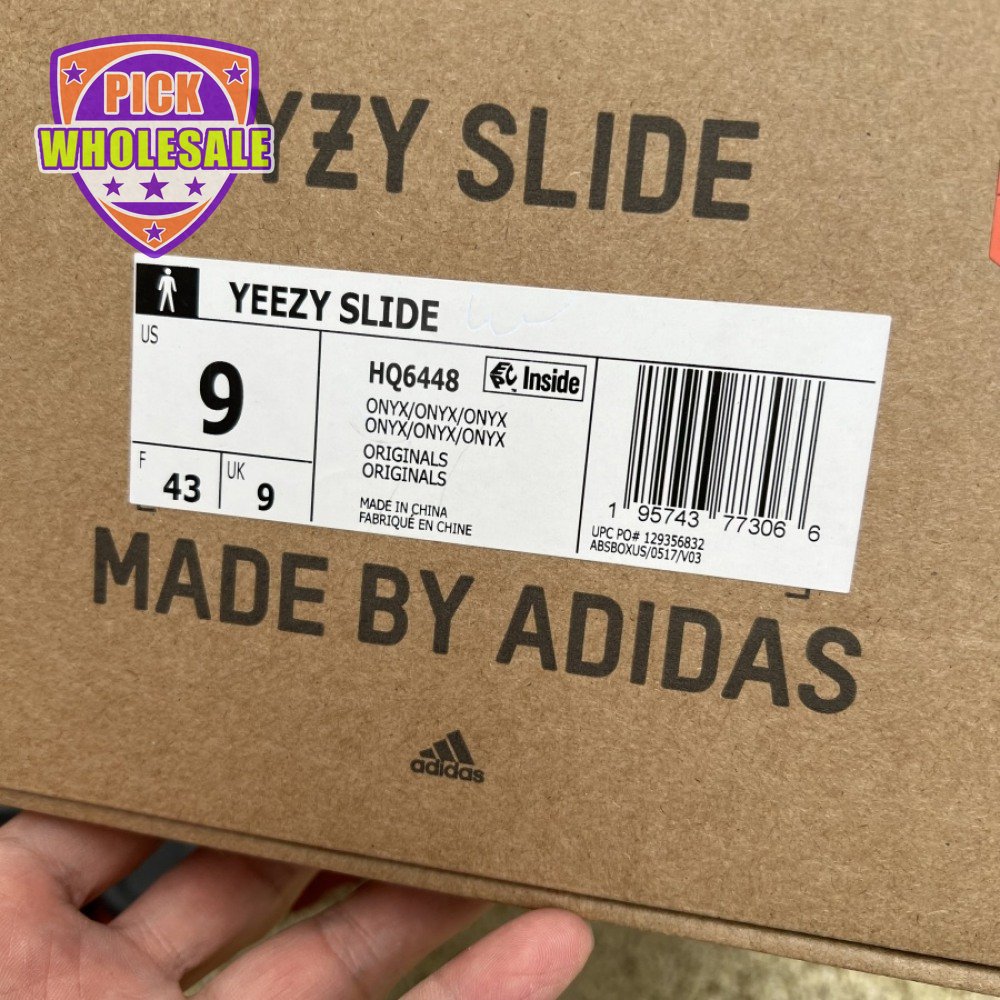 PICK
WHOLESALE
YZY SLIDE
YEEZY SLIDE
US
9
F
43
UK
9
HQ6448
Inside
ONYX/ONYX/ONYX
ONYX/ONYX/ONYX
ORIGINALS
ORIGINALS
MADE IN CHINA
FABRIQUÉ EN CHINE
1 95743 77306 6
UPC PO# 129356832
ABSBOXUS/0517/V03
MADE BY ADIDAS
adidas